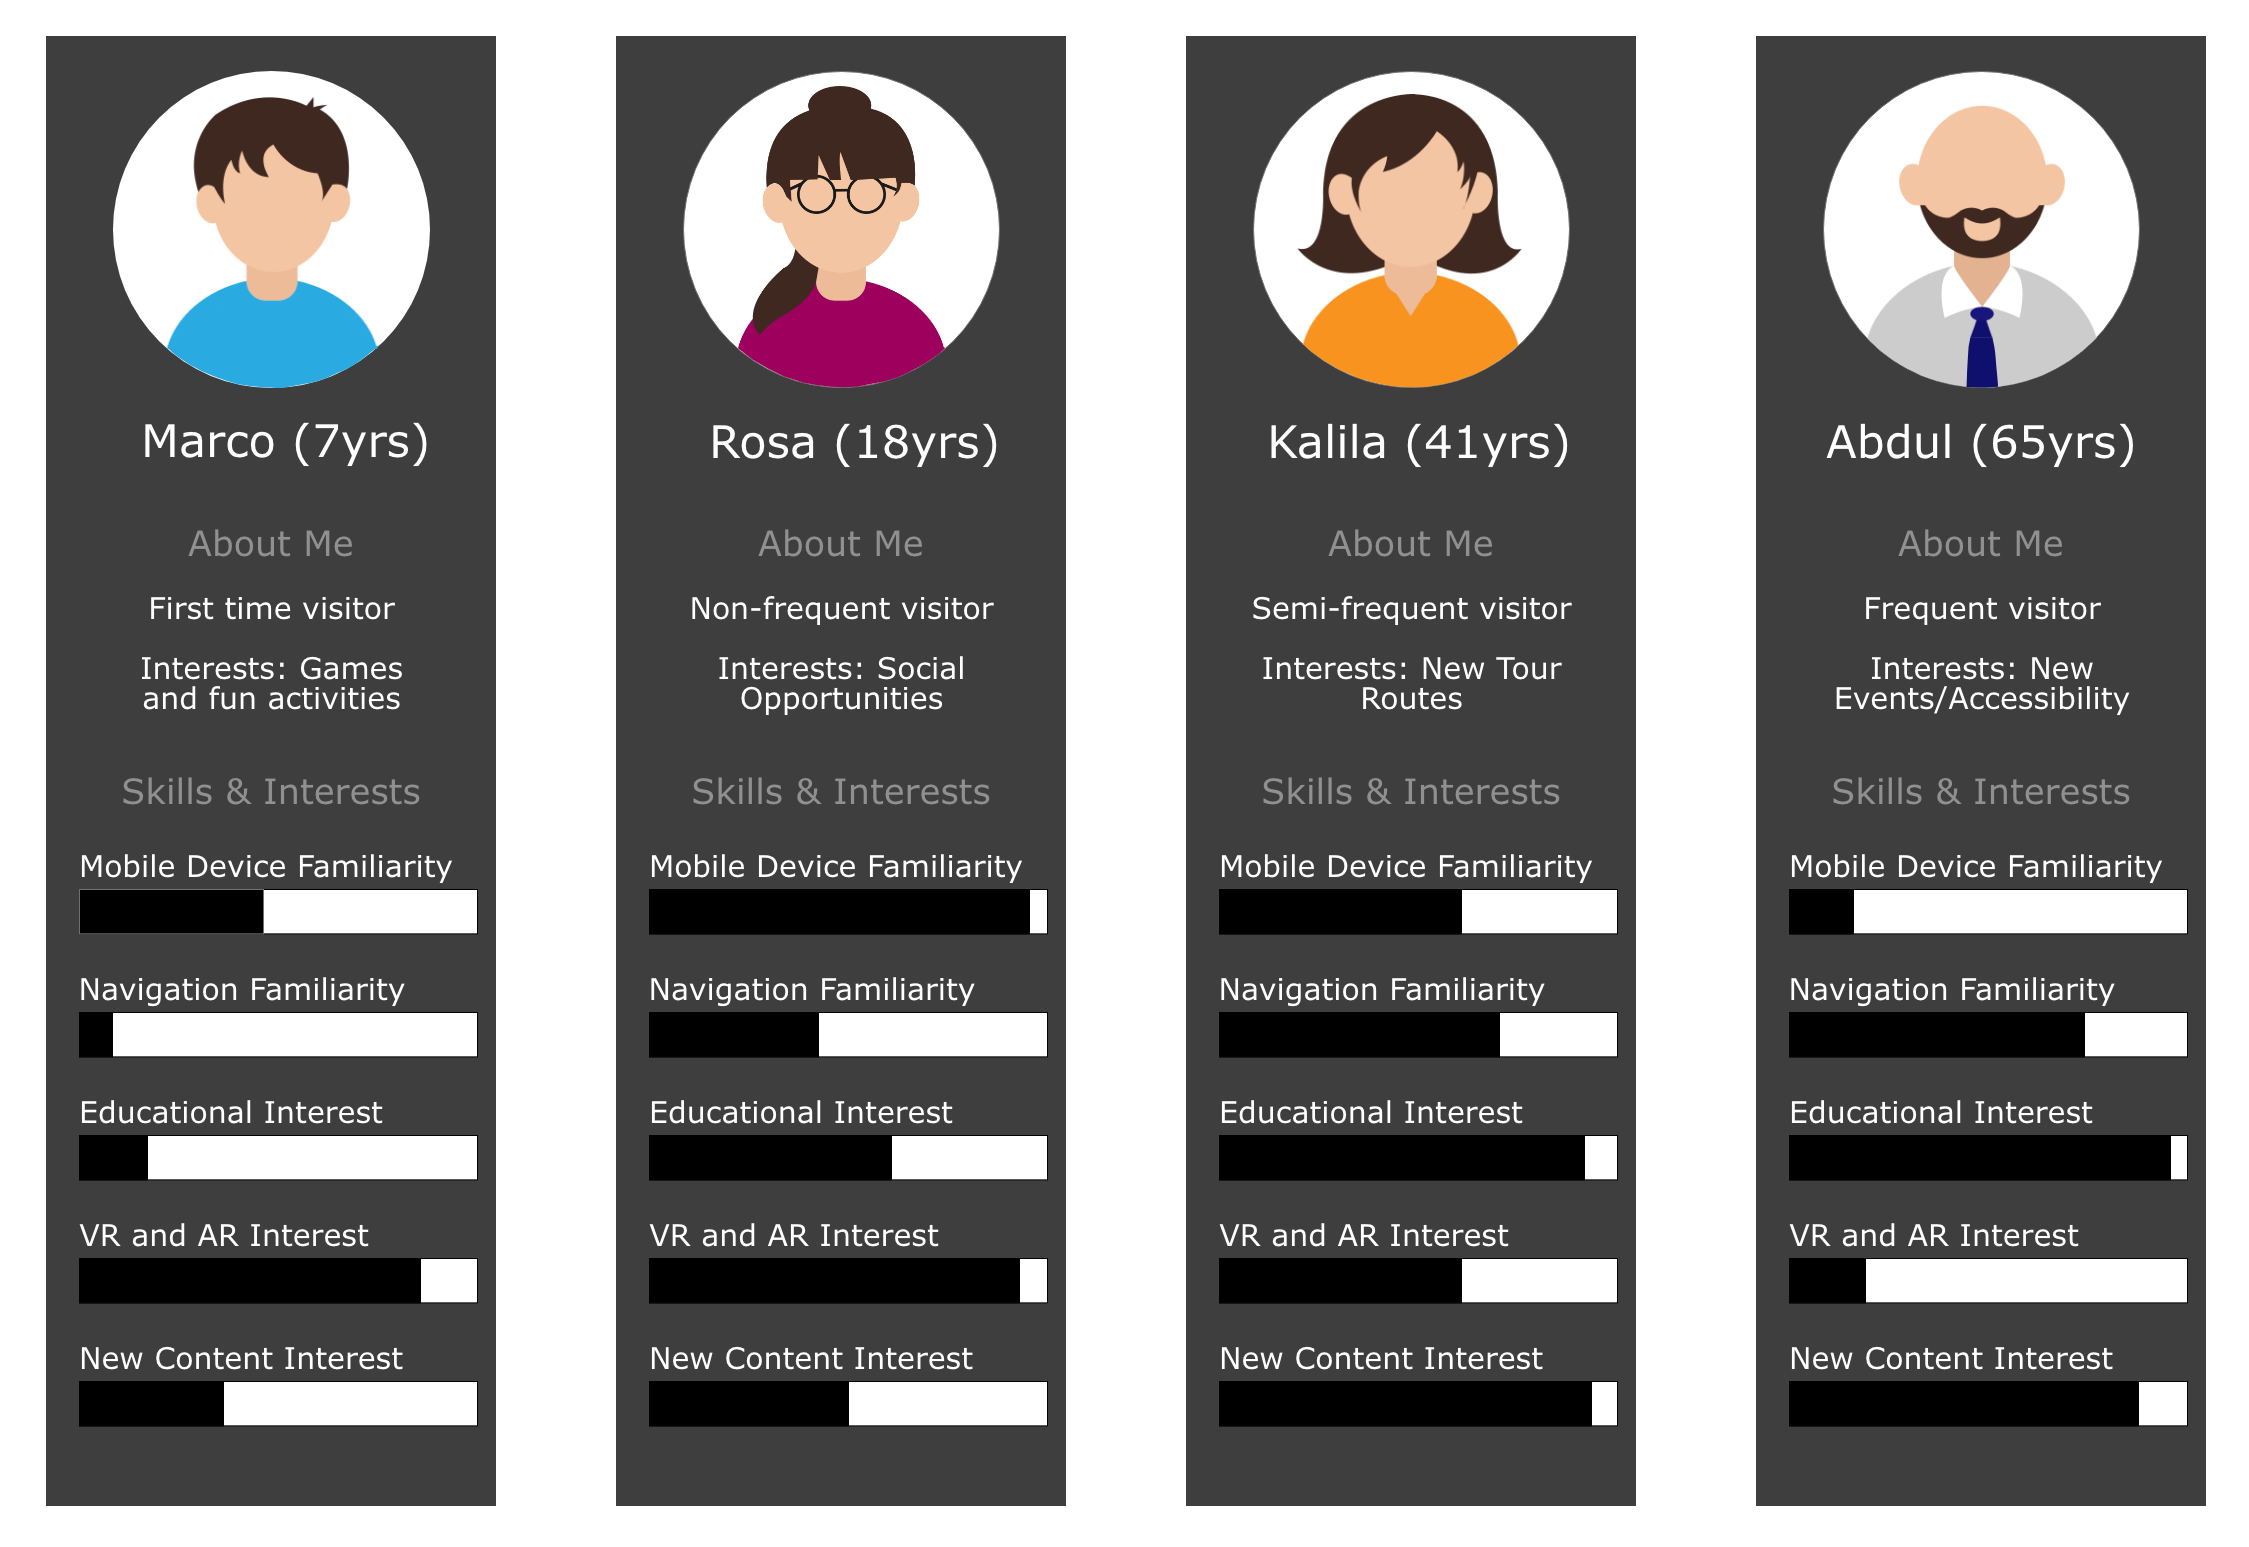 Marco (7yrs)
About Me
First time visitor
Interests: Games
and fun activities
Skills & Interests
Mobile Device Familiarity
Navigation Familiarity
Educational Interest
VR and AR Interest
New Content Interest
Rosa (18yrs)
About Me
Non-frequent visitor
Interests: Social
Opportunities
Skills & Interests
Mobile Device Familiarity
Navigation Familiarity
Educational Interest
VR and AR Interest
New Content Interest
Kalila (41yrs)
About Me
Semi-frequent visitor
Interests: New Tour
Routes
Skills & Interests
Mobile Device Familiarity
Navigation Familiarity
Educational Interest
VR and AR Interest
New Content Interest
Abdul (65yrs)
About Me
Frequent visitor
Interests: New
Events/Accessibility
Skills & Interests
Mobile Device Familiarity
Navigation Familiarity
Educational Interest
VR and AR Interest
New Content Interest